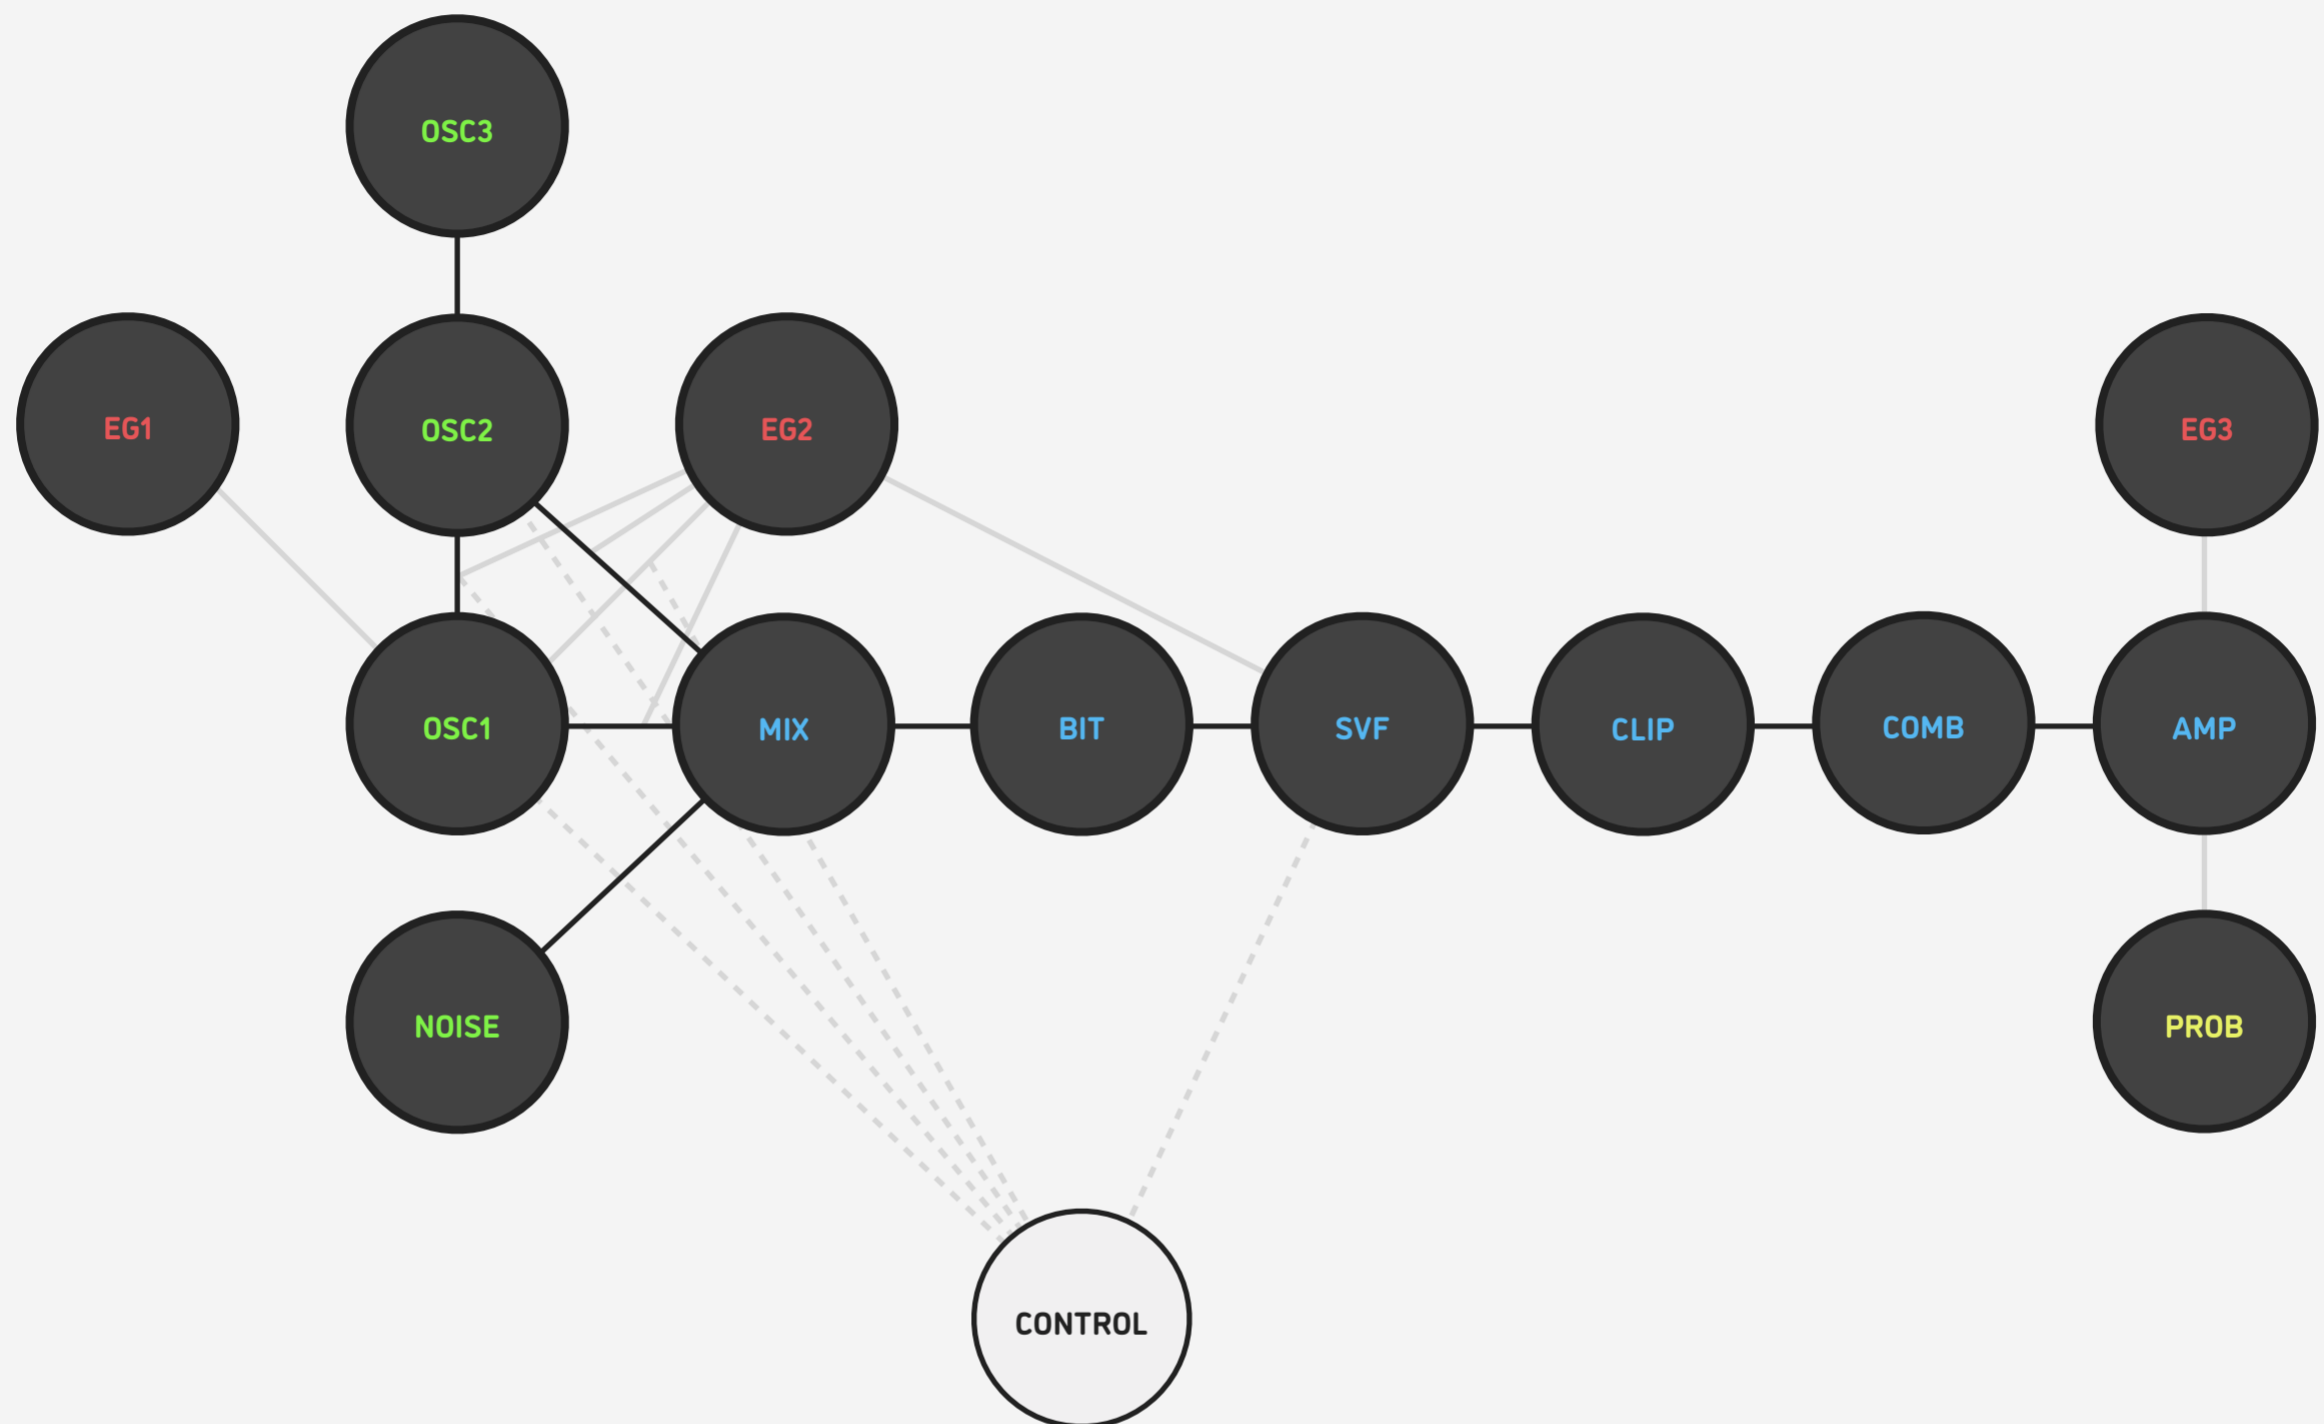 OSC3
EG1
OSC2
EG2
EG3
OSC1
MIX
BIT
SVF
CLIP
COMB
AMP
NOISE
PROB
CONTROL